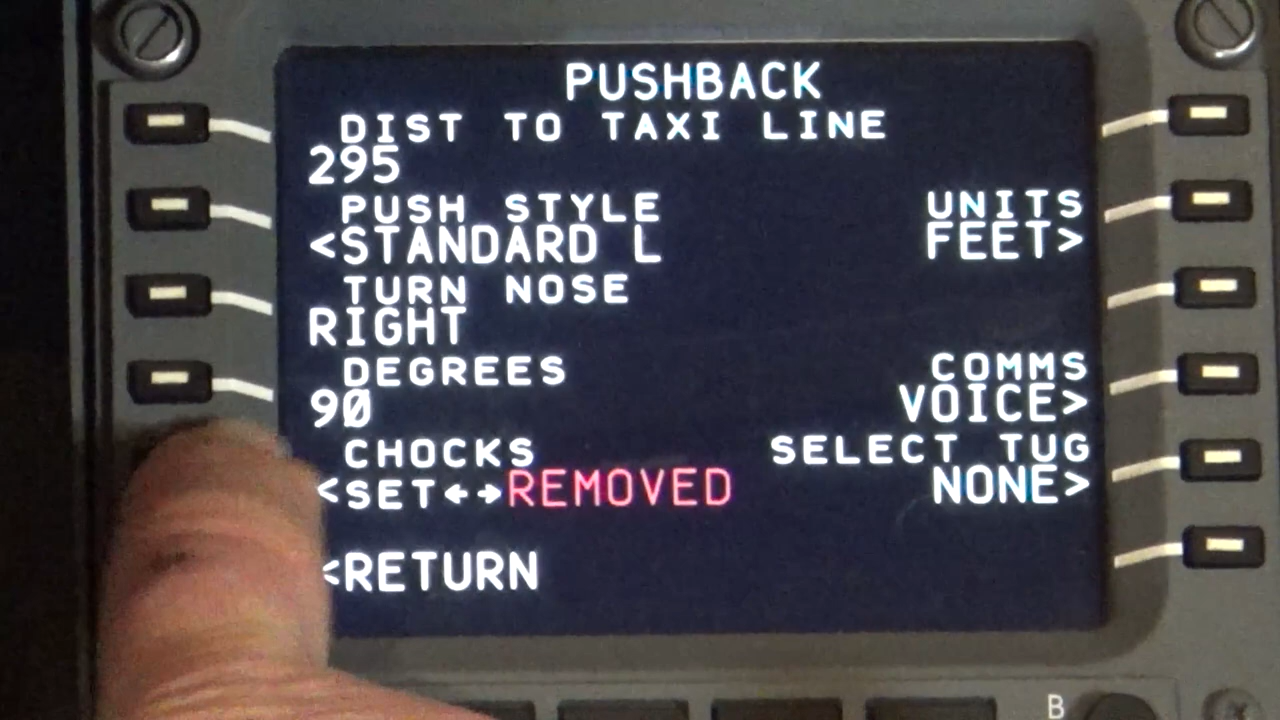 PUSHBACK
DIST TO TAXI LINE
295
PUSH STYLE UNITS
<STANDARD L FEET>
TURN NOSE
RIGHT
DEGREES COMMS
90 VOICE>
CHOCKS SELECT TUG
<SET←→REMOVED NONE>
<RETURN
B